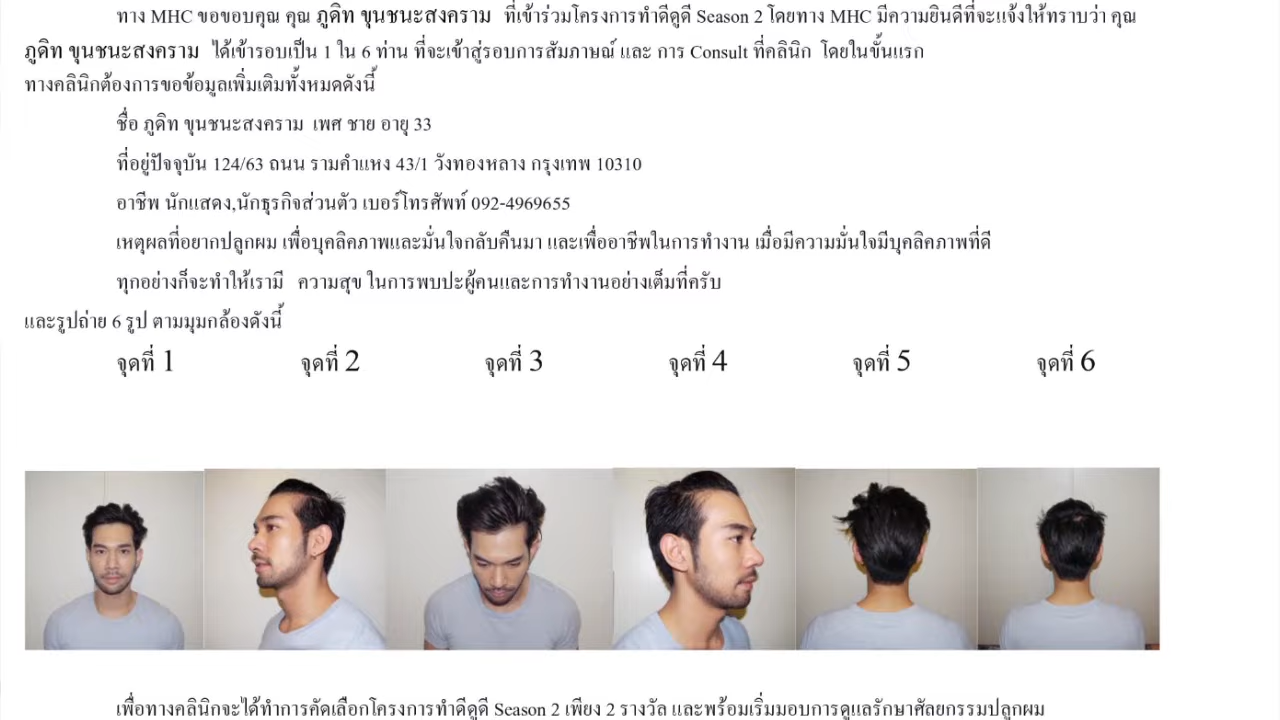 ทาง MHC ขอขอบคุณ คุณ ภูดิท ขุนชนะสงคราม ที่เข้าร่วมโครงการทำดีดูดี Season 2 โดยทาง MHC มีความยินดีที่จะแจ้งให้ทราบว่า คุณ
ภูดิท ขุนชนะสงคราม ได้เข้ารอบเป็น 1 ใน 6 ท่าน ที่จะเข้าสู่รอบการสัมภาษณ์ และ การ Consult ที่คลินิก โดยในขั้นแรก
ทางคลินิกต้องการขอข้อมูลเพิ่มเติมทั้งหมดดังนี้
ชื่อ ภูดิท ขุนชนะสงคราม เพศ ชาย อายุ 33
ที่อยู่ปัจจุบัน 124/63 ถนน รามคำแหง 43/1 วังทองหลาง กรุงเทพ 10310
อาชีพ นักแสดง,นักธุรกิจส่วนตัว เบอร์โทรศัพท์ 092-4969655
เหตุผลที่อยากปลูกผม เพื่อบุคลิคภาพและมั่นใจกลับคืนมา และเพื่ออาชีพในการทำงาน เมื่อมีความมั่นใจมีบุคลิคภาพที่ดี
ทุกอย่างก็จะทำให้เรามี ความสุข ในการพบปะผู้คนและการทำงานอย่างเต็มที่ครับ
และรูปถ่าย 6 รูป ตามมุมกล้องดังนี้
จุดที่ 1 จุดที่ 2 จุดที่ 3 จุดที่ 4 จุดที่ 5 จุดที่ 6
เพื่อทางคลินิกจะได้ทำการคัดเลือกโครงการทำดีดูดี Season 2 เพียง 2 รางวัล และพร้อมเริ่มมอบการดูแลรักษาศัลยกรรมปลูกผม